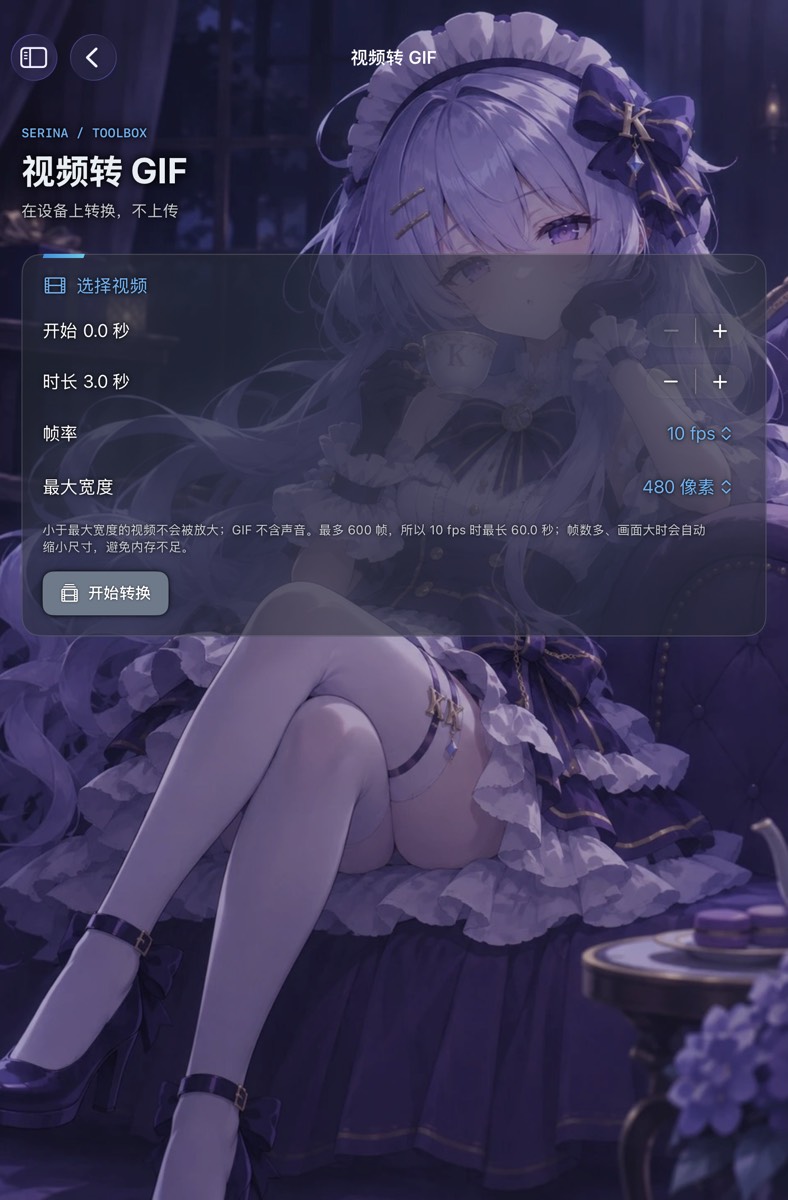 视频转 GIF
K
SERINA / TOOLBOX
视频转 GIF
在设备上转换，不上传
选择视频
开始 0.0 秒
K
时长 3.0 秒
帧率
10 fps
最大宽度
480 像素
小于最大宽度的视频不会被放大；GIF 不含声音。最多 600 帧，所以 10 fps 时最长 60.0 秒；帧数多、画面大时会自动
缩小尺寸，避免内存不足。
开始转换
KK